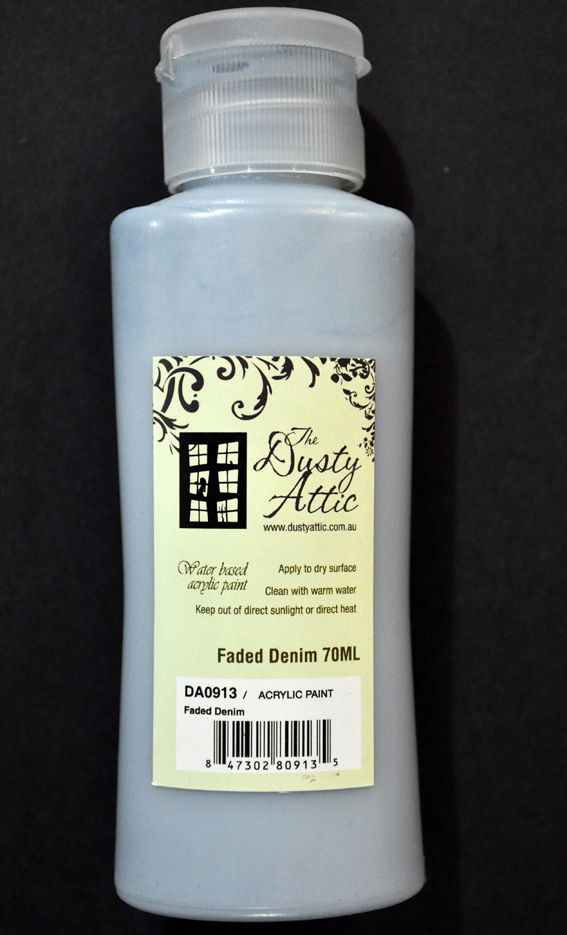 The
Dusty
Attic
www.dustyattic.com.au
Water based
acrylic paint
Apply to dry surface
Clean with warm water
Keep out of direct sunlight or direct heat
Faded Denim 70ML
DA0913 / ACRYLIC PAINT
Faded Denim
8 47302 80913 5